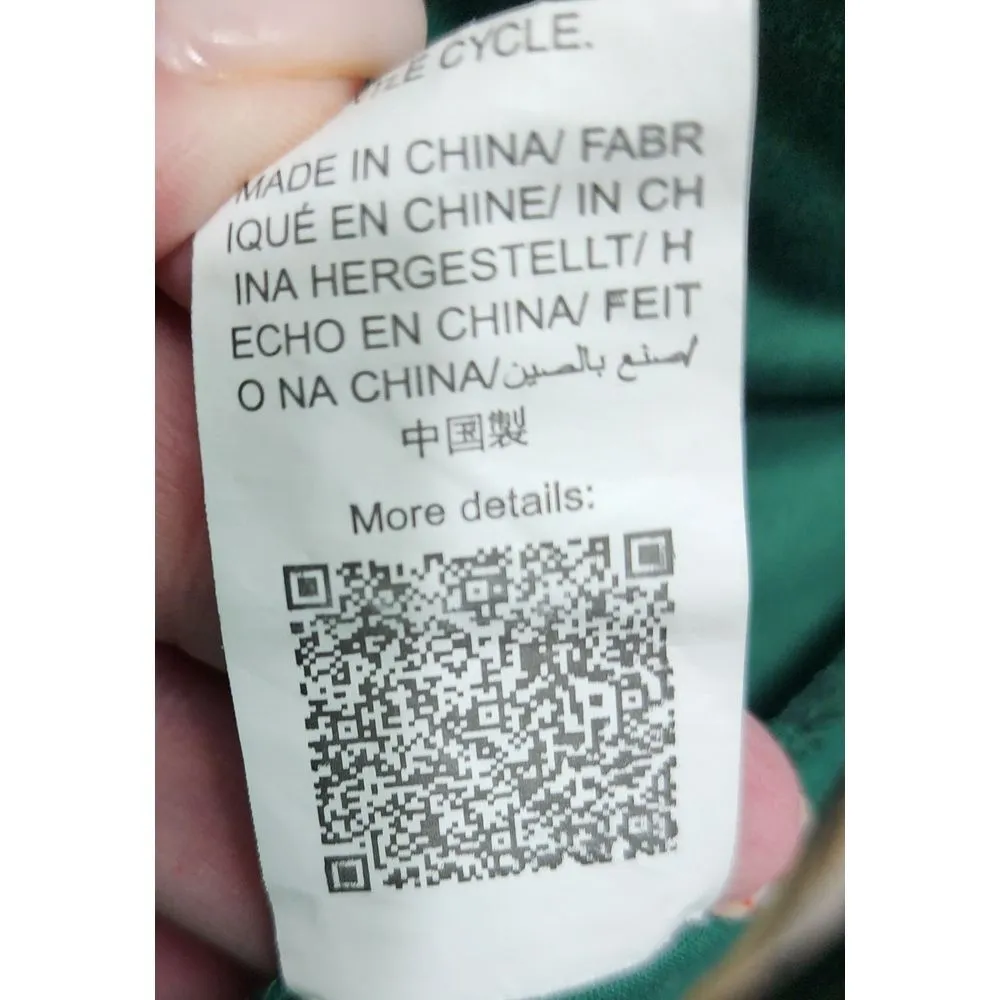 CYCLE.
MADE IN CHINA/ FABR
IQUÉ EN CHINE/ IN CH
INA HERGESTELLT/ H
ECHO EN CHINA/ FEIT
O NA CHINA/صنع بالصين/
中国製
More details: